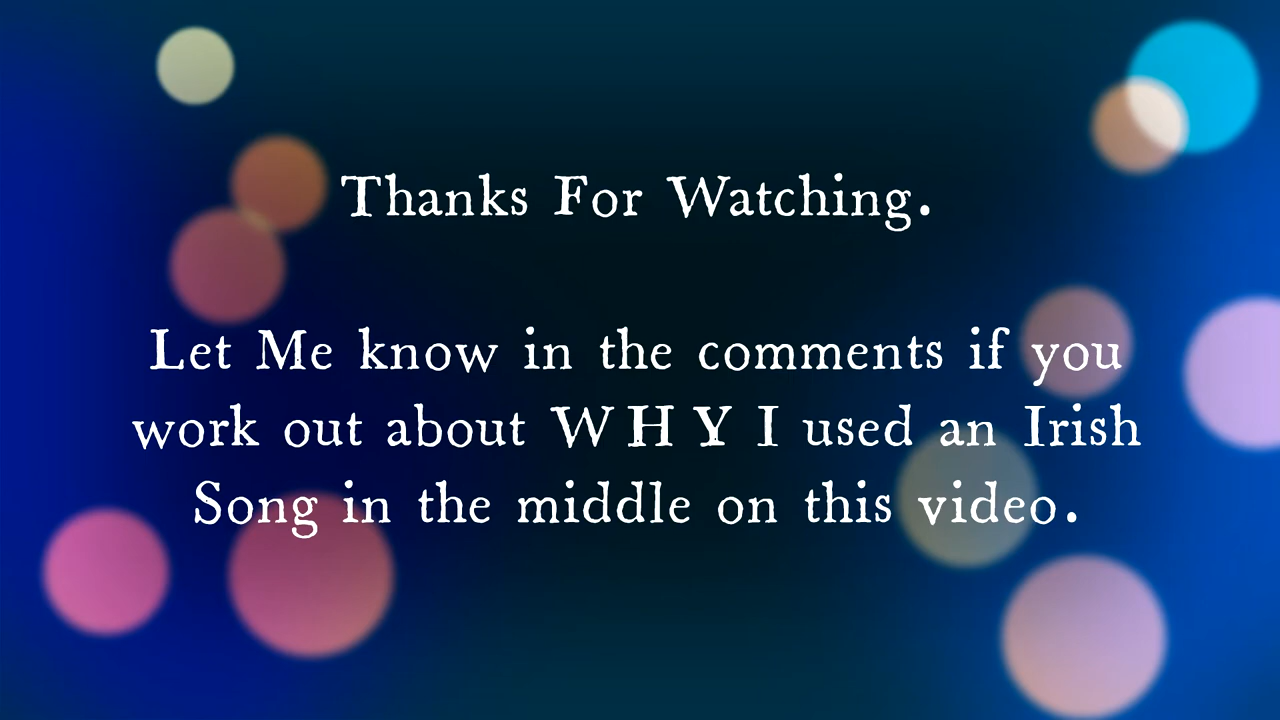 Thanks For Watching.
Let Me know in the comments if you
work out about W H Y I used an Irish
Song in the middle on this video.